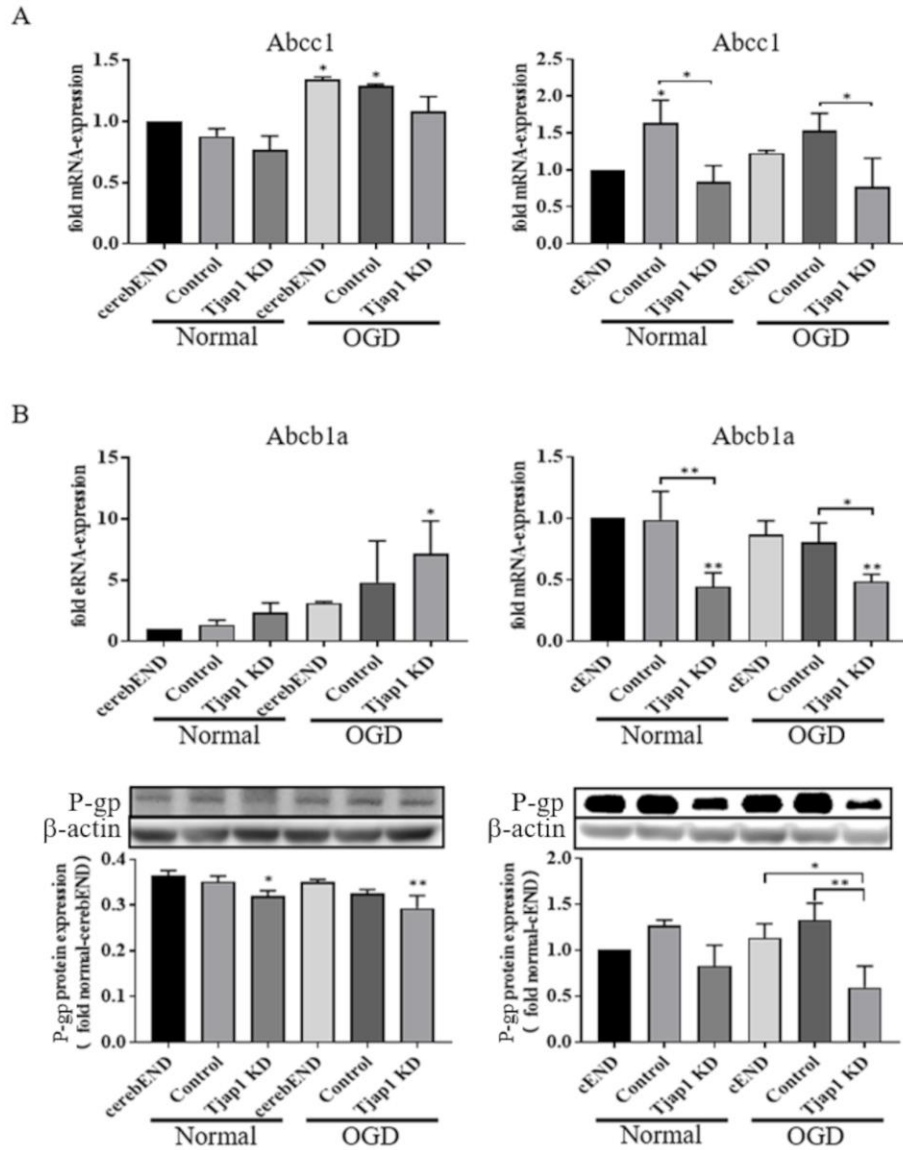 A
Abcc1
fold mRNA-expression
1.5
1.0
0.5
0.0
*
*
cerebEND
Control
Tjap1 KD
cerebEND
Control
Tjap1 KD
Normal
OGD
Abcc1
fold mRNA-expression
2.5
2.0
1.5
1.0
0.5
0.0
*
*
*
cEND
Control
Tjap1 KD
cEND
Control
Tjap1 KD
Normal
OGD
B
Abcb1a
fold eRNA-expression
15
10
5
0
*
cerebEND
Control
Tjap1 KD
cerebEND
Control
Tjap1 KD
Normal
OGD
Abcb1a
fold mRNA-expression
1.5
1.0
0.5
0.0
**
**
*
**
cEND
Control
Tjap1 KD
cEND
Control
Tjap1 KD
Normal
OGD
P-gp
β-actin
P-gp protein expression
( fold normal-cerebEND)
0.4
0.3
0.2
0.1
0.0
*
**
cerebEND
Control
Tjap1 KD
cerebEND
Control
Tjap1 KD
Normal
OGD
P-gp
β-actin
P-gp protein expression
( fold normal-cEND)
2.0
1.5
1.0
0.5
0.0
*
**
cEND
Control
Tjap1 KD
cEND
Control
Tjap1 KD
Normal
OGD